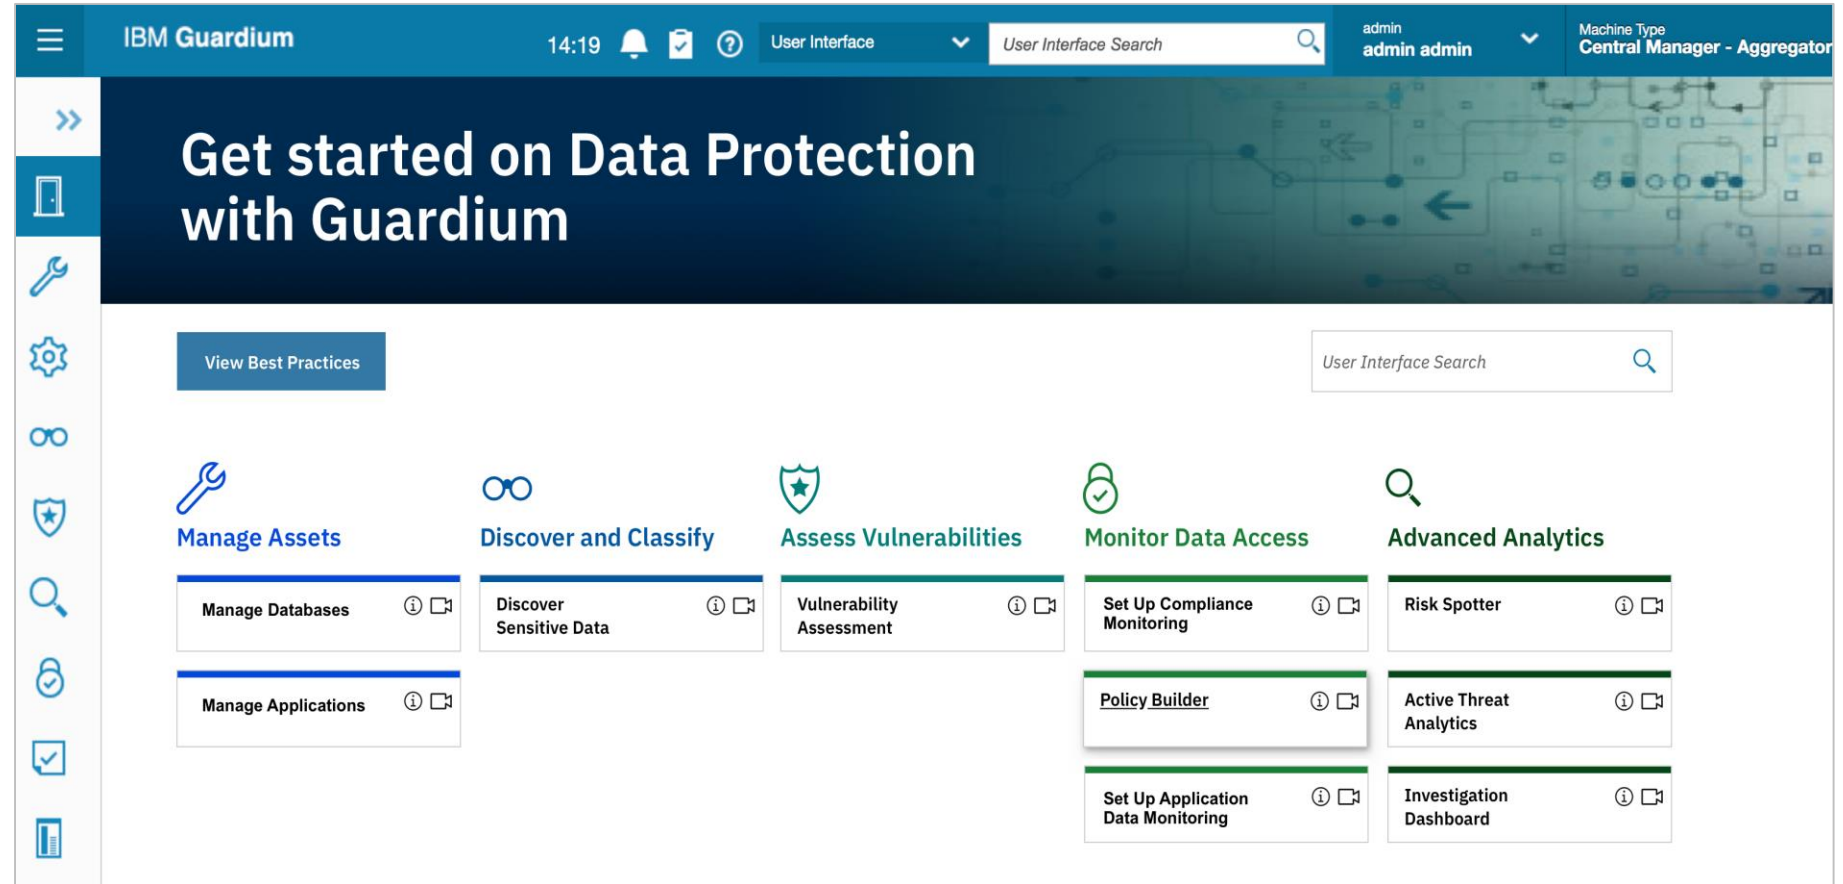 IBM Guardium
14:19
User Interface
User Interface Search
admin
admin admin
Machine Type
Central Manager - Aggregator
Get started on Data Protection
with Guardium
View Best Practices
User Interface Search
Manage Assets
Manage Databases
Manage Applications
Discover and Classify
Discover
Sensitive Data
Assess Vulnerabilities
Vulnerability
Assessment
Monitor Data Access
Set Up Compliance
Monitoring
Policy Builder
Set Up Application
Data Monitoring
Advanced Analytics
Risk Spotter
Active Threat
Analytics
Investigation
Dashboard